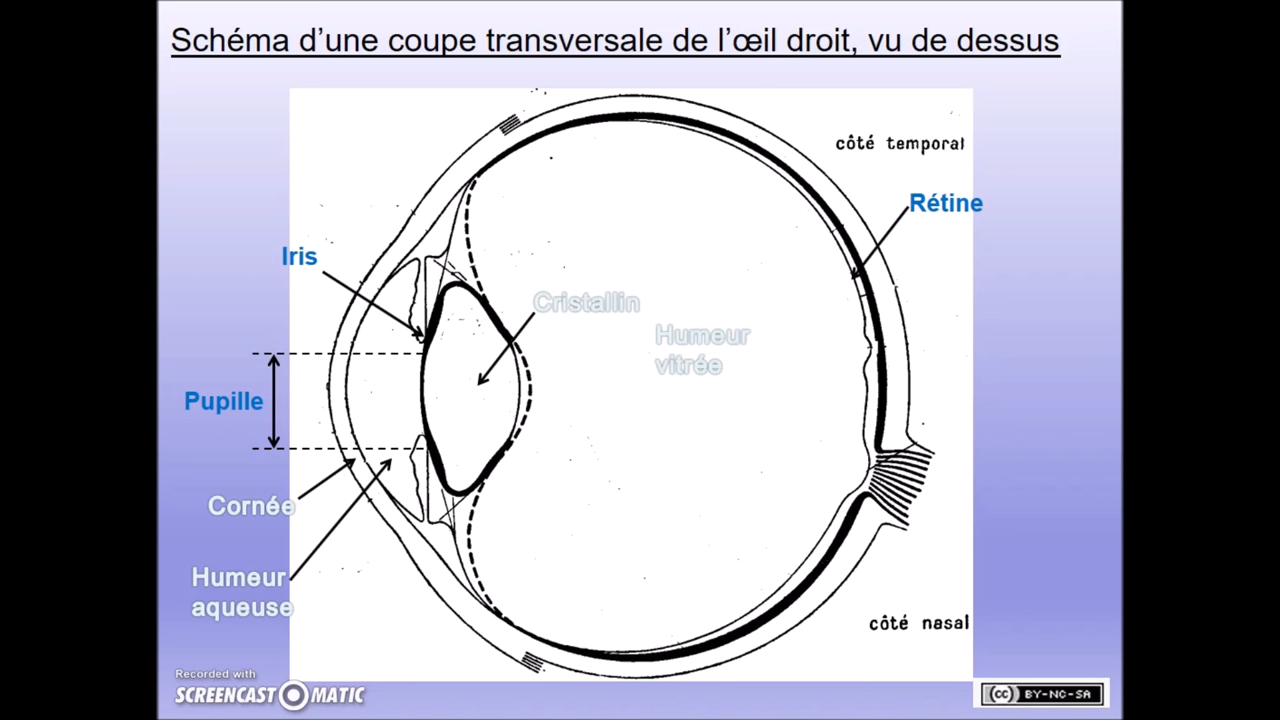 Schéma d’une coupe transversale de l’œil droit, vu de dessus
côté temporal
Rétine
Iris
Cristallin
Humeur
vitrée
Pupille
Cornée
Humeur
aqueuse
côté nasal
Recorded with
SCREENCAST MATIC
cc BY-NC-SA